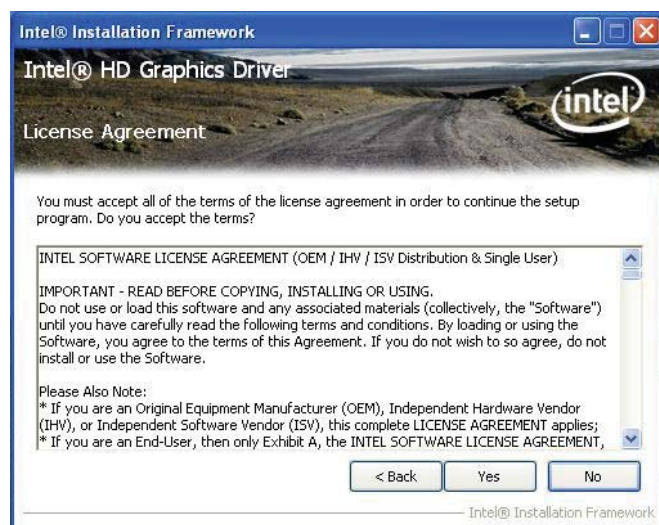 Intel® Installation Framework
Intel® HD Graphics Driver
intel
License Agreement
You must accept all of the terms of the license agreement in order to continue the setup
program. Do you accept the terms?
INTEL SOFTWARE LICENSE AGREEMENT (OEM / IHV / ISV Distribution & Single User)
IMPORTANT - READ BEFORE COPYING, INSTALLING OR USING.
Do not use or load this software and any associated materials (collectively, the "Software")
until you have carefully read the following terms and conditions. By loading or using the
Software, you agree to the terms of this Agreement. If you do not wish to so agree, do not
install or use the Software.
Please Also Note:
* If you are an Original Equipment Manufacturer (OEM), Independent Hardware Vendor
(IHV), or Independent Software Vendor (ISV), this complete LICENSE AGREEMENT applies;
* If you are an End-User, then only Exhibit A, the INTEL SOFTWARE LICENSE AGREEMENT,
< Back
Yes
No
Intel® Installation Framework